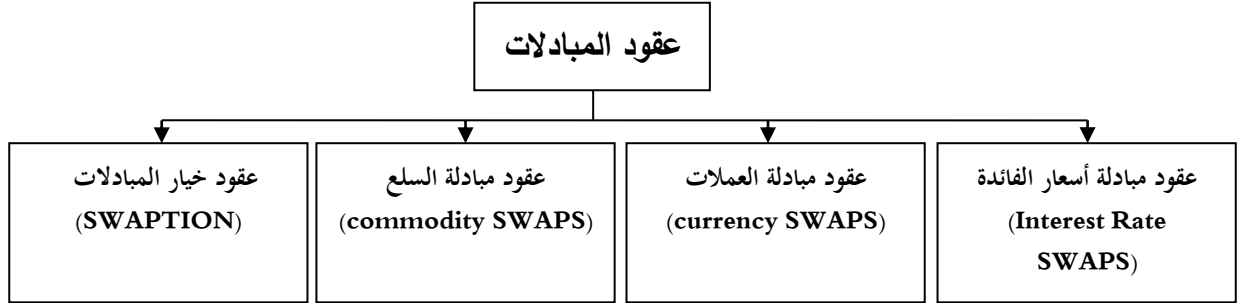 عقود المبادلات
عقود مبادلة أسعار الفائدة
(Interest Rate
SWAPS)
عقود مبادلة العملات
(currency SWAPS)
عقود مبادلة السلع
(commodity SWAPS)
عقود خيار المبادلات
(SWAPTION)